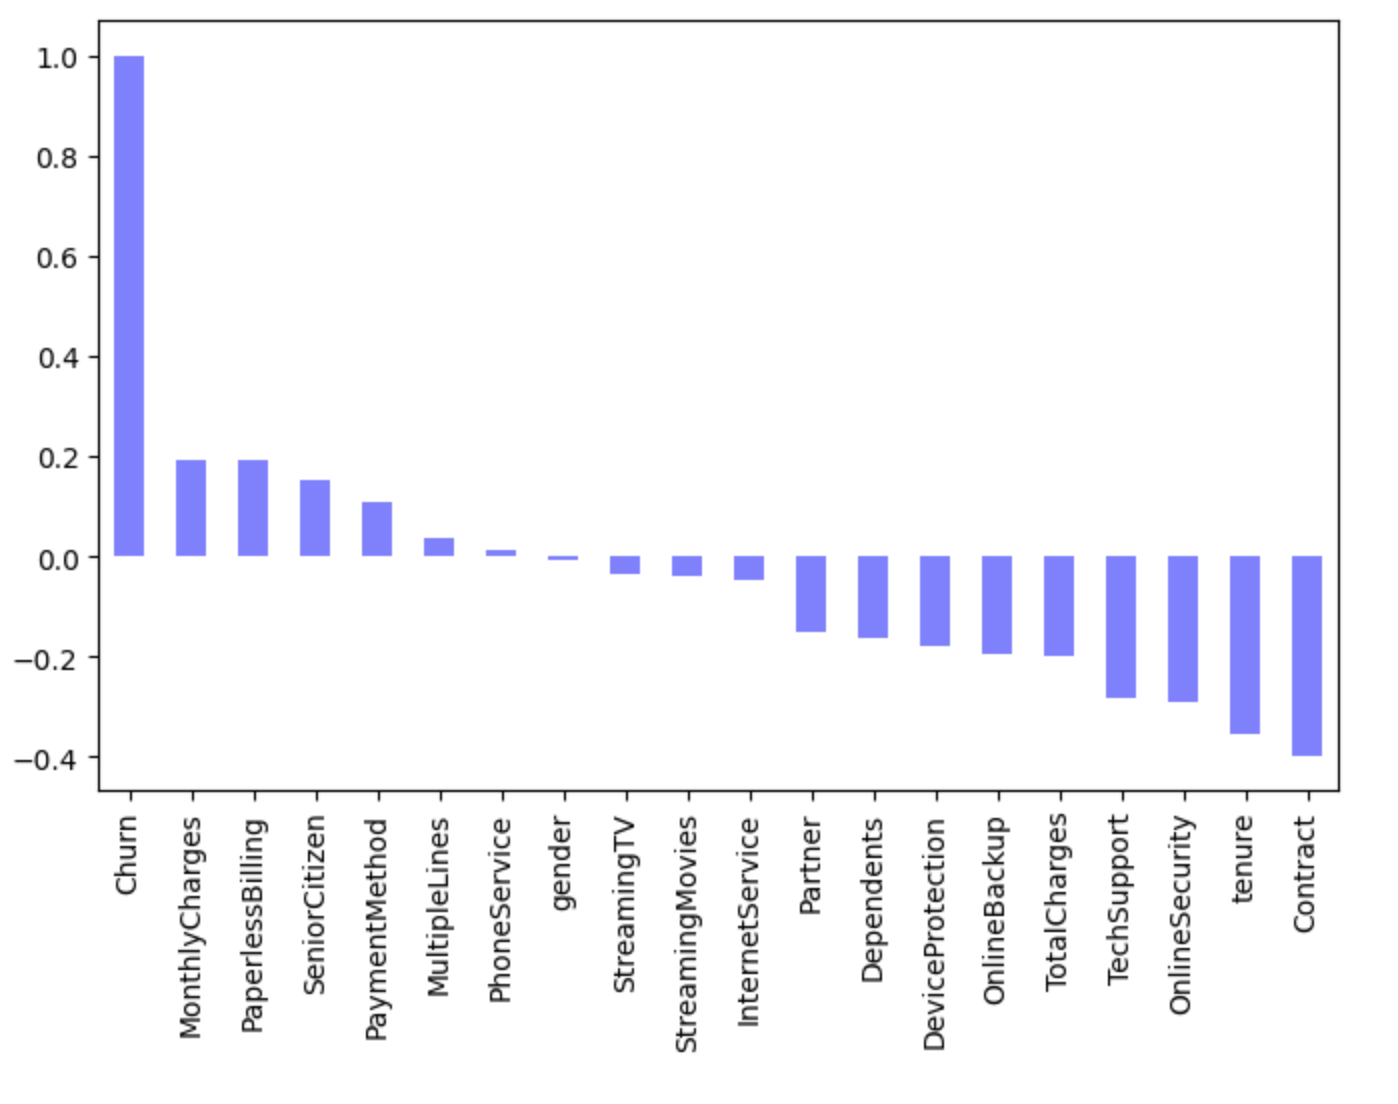 1.0
0.8
0.6
0.4
0.2
0.0
−0.2
−0.4
Churn
MonthlyCharges
PaperlessBilling
SeniorCitizen
PaymentMethod
MultipleLines
PhoneService
gender
StreamingTV
StreamingMovies
InternetService
Partner
Dependents
DeviceProtection
OnlineBackup
TotalCharges
TechSupport
OnlineSecurity
tenure
Contract